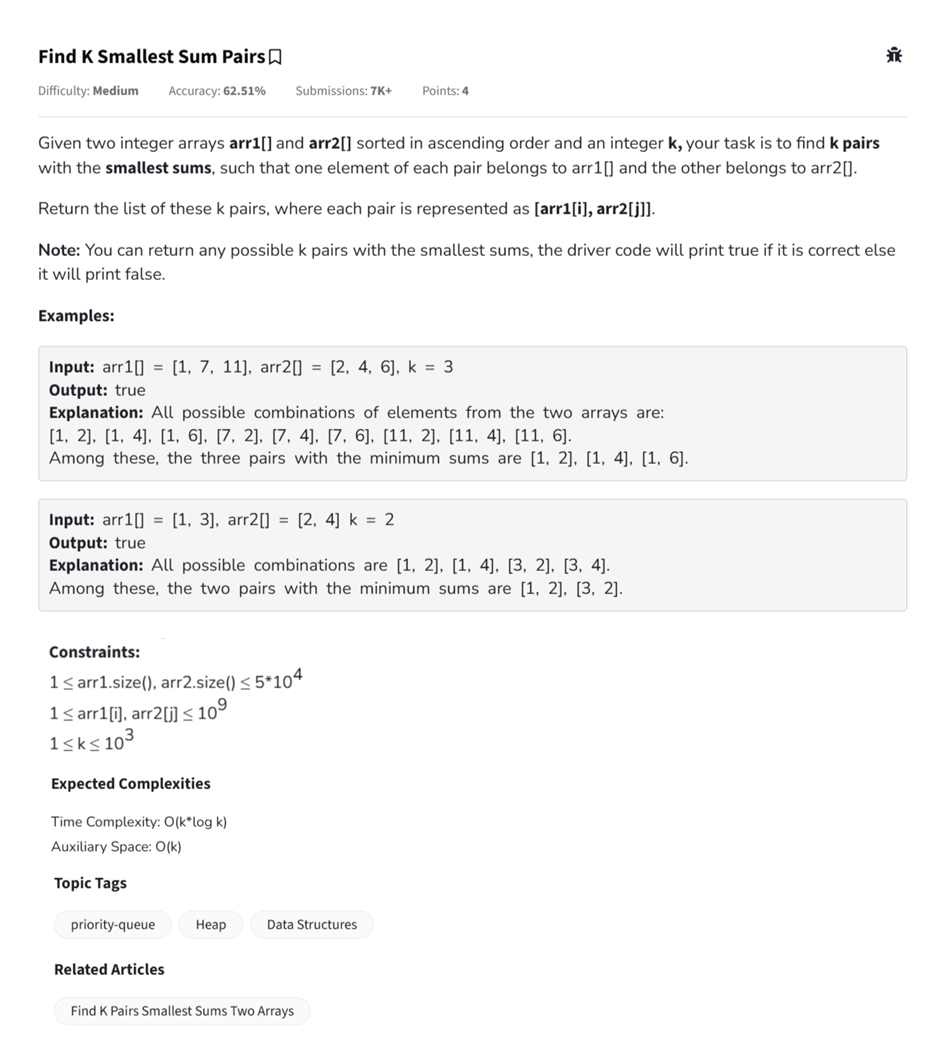 Find K Smallest Sum Pairs
Difficulty: Medium Accuracy: 62.51% Submissions: 7K+ Points: 4
Given two integer arrays arr1[] and arr2[] sorted in ascending order and an integer k, your task is to find k pairs
with the smallest sums, such that one element of each pair belongs to arr1[] and the other belongs to arr2[].
Return the list of these k pairs, where each pair is represented as [arr1[i], arr2[j]].
Note: You can return any possible k pairs with the smallest sums, the driver code will print true if it is correct else
it will print false.
Examples:
Input: arr1[] = [1, 7, 11], arr2[] = [2, 4, 6], k = 3
Output: true
Explanation: All possible combinations of elements from the two arrays are:
[1, 2], [1, 4], [1, 6], [7, 2], [7, 4], [7, 6], [11, 2], [11, 4], [11, 6].
Among these, the three pairs with the minimum sums are [1, 2], [1, 4], [1, 6].
Input: arr1[] = [1, 3], arr2[] = [2, 4] k = 2
Output: true
Explanation: All possible combinations are [1, 2], [1, 4], [3, 2], [3, 4].
Among these, the two pairs with the minimum sums are [1, 2], [3, 2].
Constraints:
1 ≤ arr1.size(), arr2.size() ≤ 5*10^4
1 ≤ arr1[i], arr2[j] ≤ 10^9
1 ≤ k ≤ 10^3
Expected Complexities
Time Complexity: O(k*log k)
Auxiliary Space: O(k)
Topic Tags
priority-queue Heap Data Structures
Related Articles
Find K Pairs Smallest Sums Two Arrays